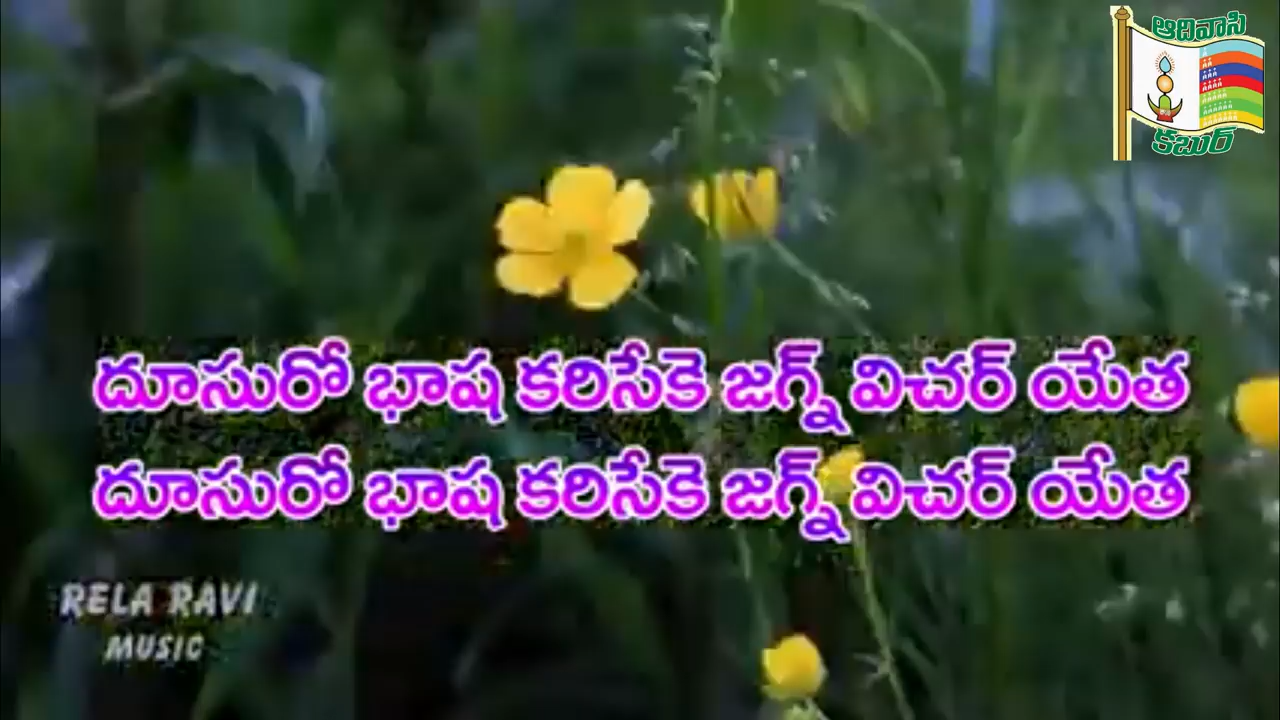 ఆదివాసి
కబుర్
దూసురో భాష కరిసేకె జగ్న్ విచర్ యేత
దూసురో భాష కరిసేకె జగ్న్ విచర్ యేత
RELA RAVI
MUSIC